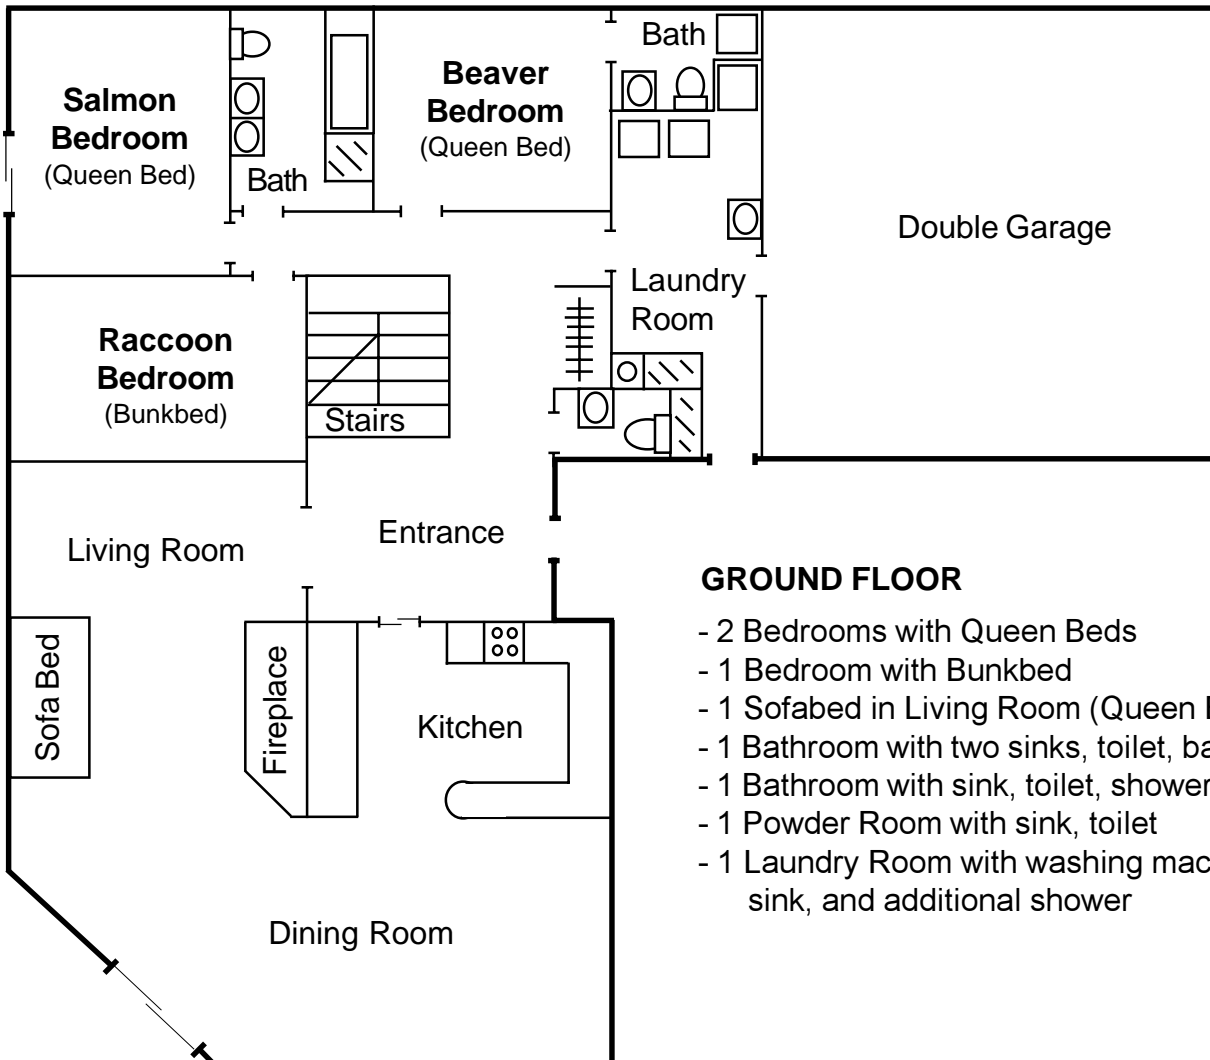 Salmon
Bedroom
(Queen Bed)
Bath
Beaver
Bedroom
(Queen Bed)
Bath
Double Garage
Laundry
Room
Raccoon
Bedroom
(Bunkbed)
Stairs
Living Room
Entrance
Sofa Bed
Fireplace
Kitchen
Dining Room
GROUND FLOOR
- 2 Bedrooms with Queen Beds
- 1 Bedroom with Bunkbed
- 1 Sofabed in Living Room (Queen
- 1 Bathroom with two sinks, toilet,
- 1 Bathroom with sink, toilet, shower
- 1 Powder Room with sink, toilet
- 1 Laundry Room with washing
sink, and additional shower